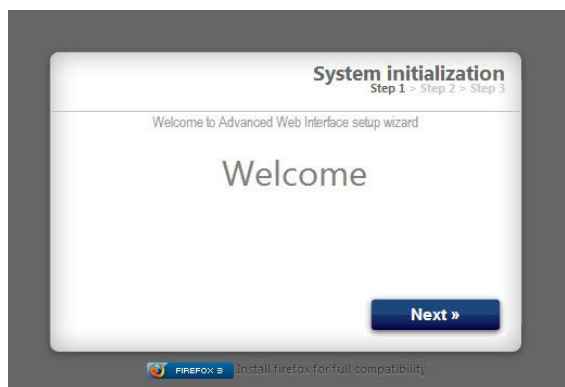 System initialization
Step 1 > Step 2 > Step 3
Welcome to Advanced Web Interface setup wizard
Welcome
Next »
FIREFOX 3 Install firefox for full compatibility.